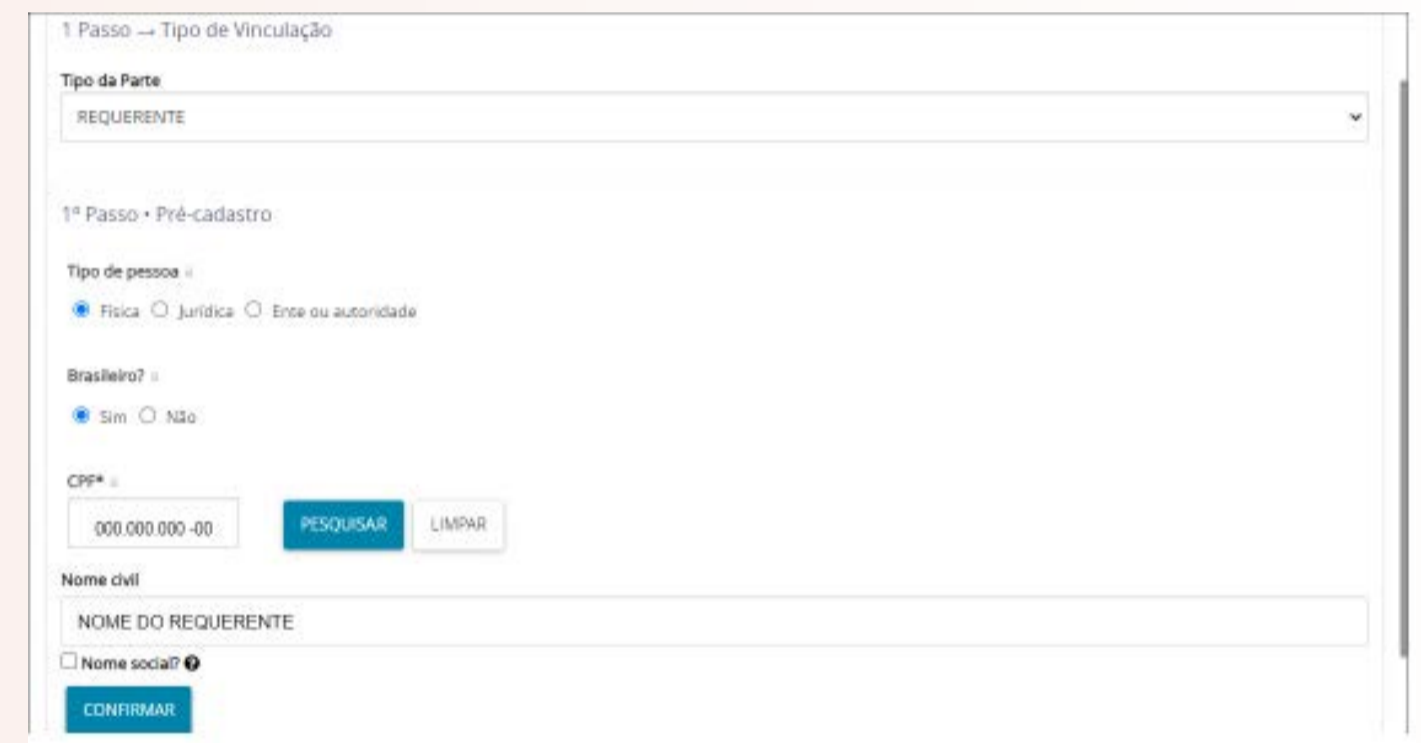 1 Passo → Tipo de Vinculação
Tipo da Parte
REQUERENTE
1º Passo • Pré-cadastro
Tipo de pessoa
Física Jurídica Ente ou autoridade
Brasileiro?
Sim Não
CPF*
000.000.000 -00 PESQUISAR LIMPAR
Nome civil
NOME DO REQUERENTE
Nome social? ?
CONFIRMAR